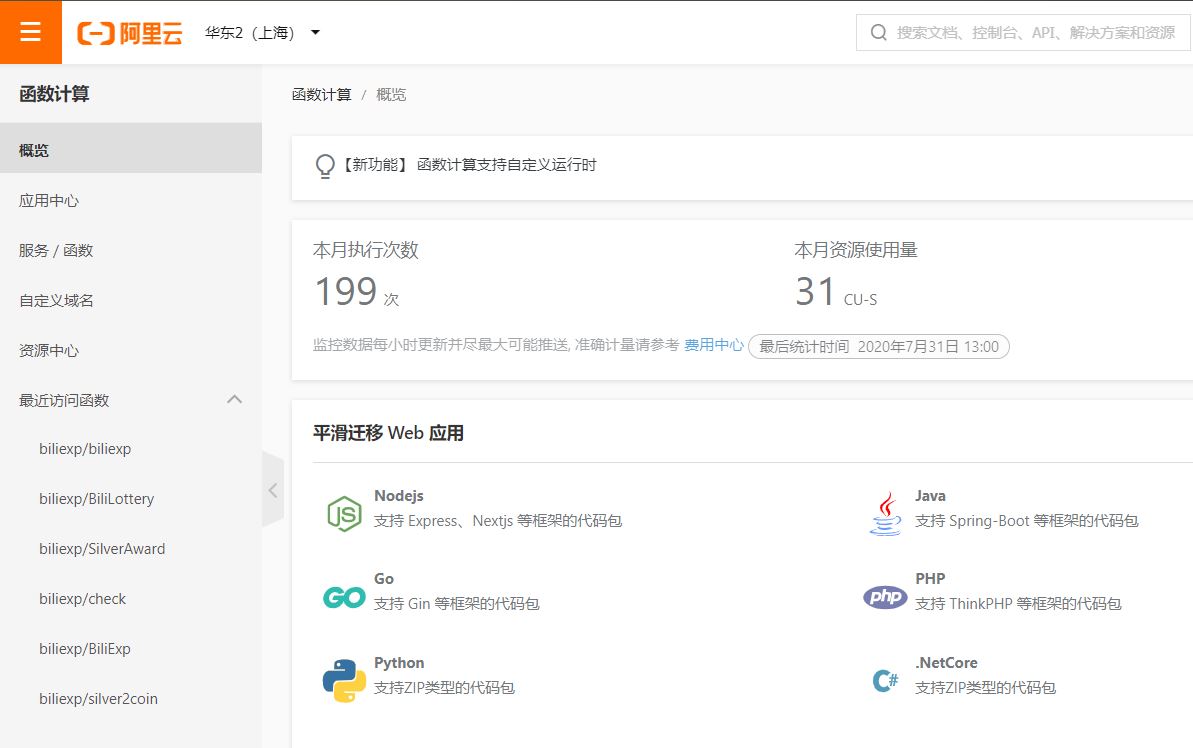 阿里云 华东2（上海）
搜索文档、控制台、API、解决方案和资源
函数计算
概览
应用中心
服务 / 函数
自定义域名
资源中心
最近访问函数
biliexp/biliexp
biliexp/BiliLottery
biliexp/SilverAward
biliexp/check
biliexp/BiliExp
biliexp/silver2coin
函数计算 / 概览
【新功能】 函数计算支持自定义运行时
本月执行次数
199 次
本月资源使用量
31 CU-S
监控数据每小时更新并尽最大可能推送, 准确计量请参考 费用中心 最后统计时间 2020年7月31日 13:00
平滑迁移 Web 应用
JS
Nodejs
支持 Express、Nextjs 等框架的代码包
Java
支持 Spring-Boot 等框架的代码包
GO
Go
支持 Gin 等框架的代码包
php
PHP
支持 ThinkPHP 等框架的代码包
Python
支持ZIP类型的代码包
C#
.NetCore
支持ZIP类型的代码包